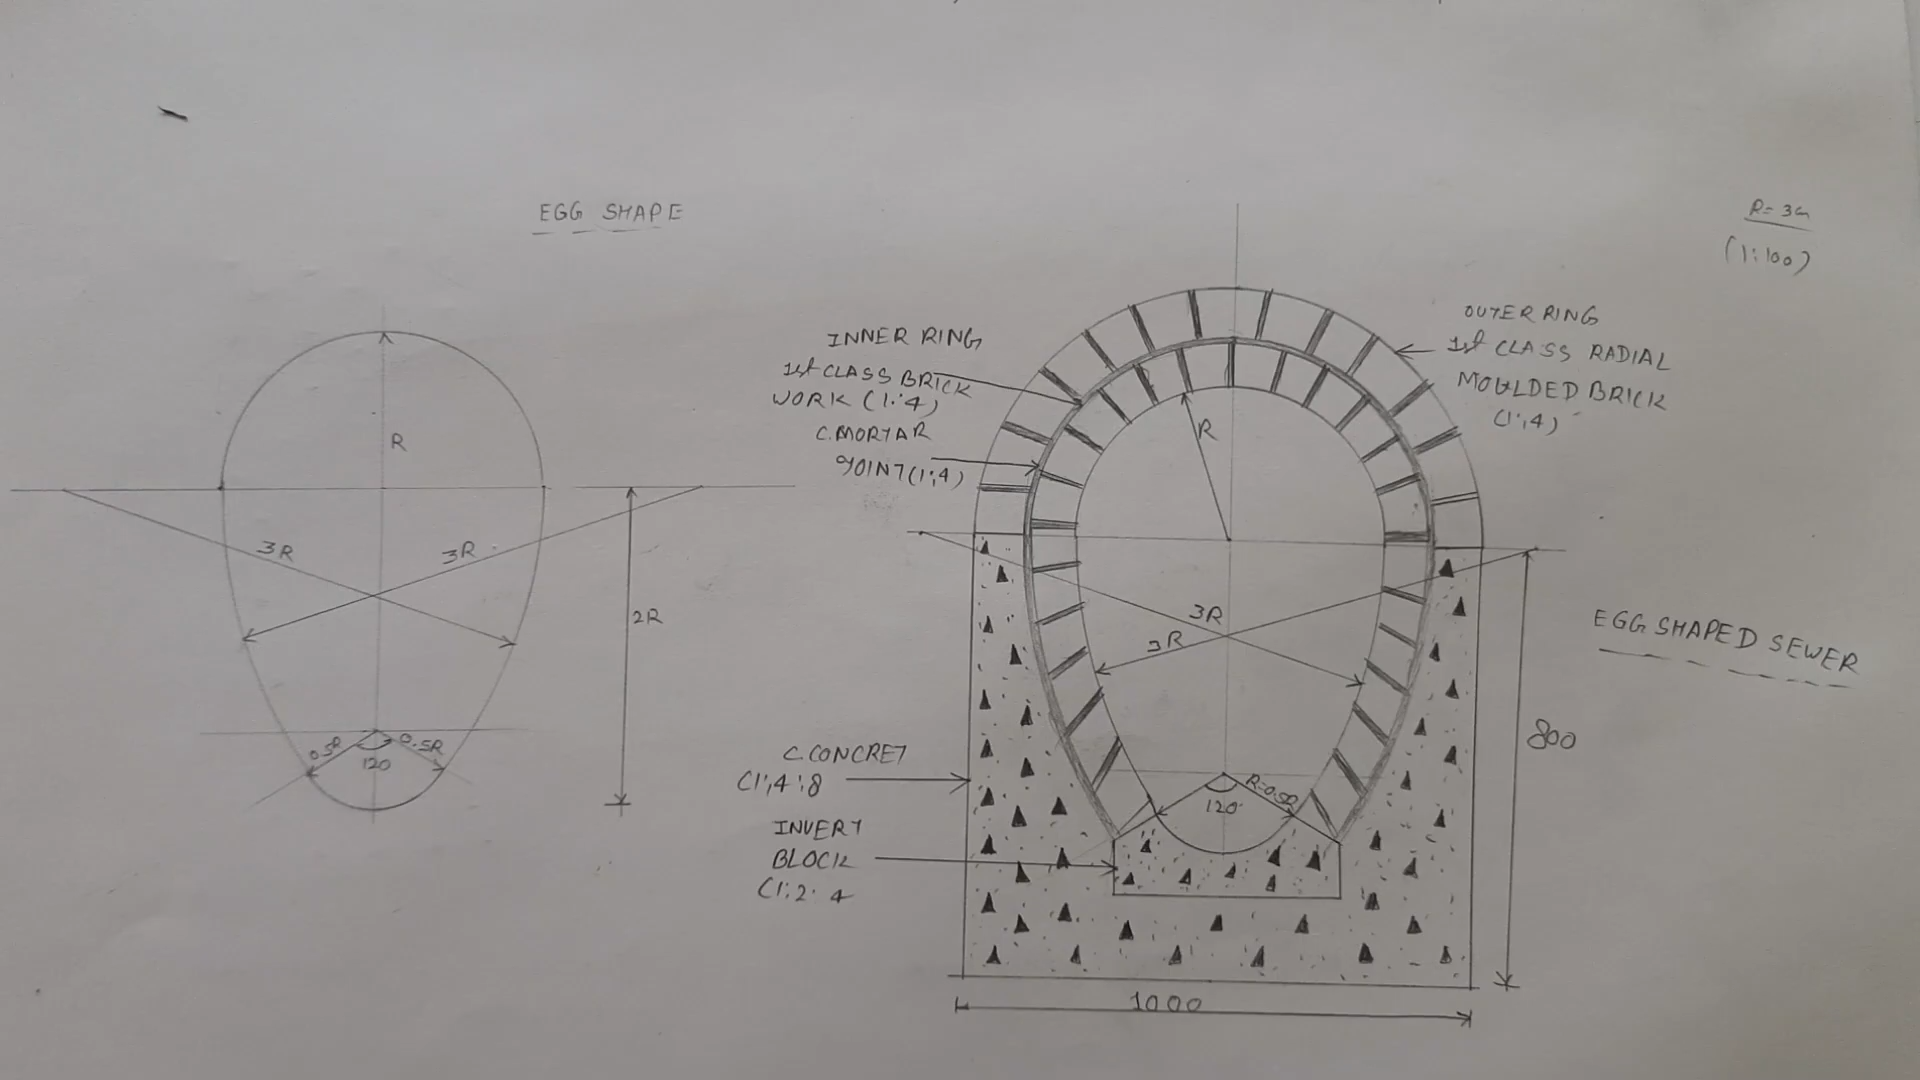 EGG SHAPE
R
3R
3R
2R
0.5R
0.5R
120
R= 3cm
(1:100)
INNER RING
1st CLASS BRICK
WORK (1:4)
C.MORTAR
JOINT (1:4)
OUTER RING
1st CLASS RADIAL
MOULDED BRICK
(1:4)
R
3R
3R
EGG SHAPED SEWER
800
C.CONCRET
(1:4:8
R=0.5R
120°
INVERT
BLOCK
(1:2:4
1000